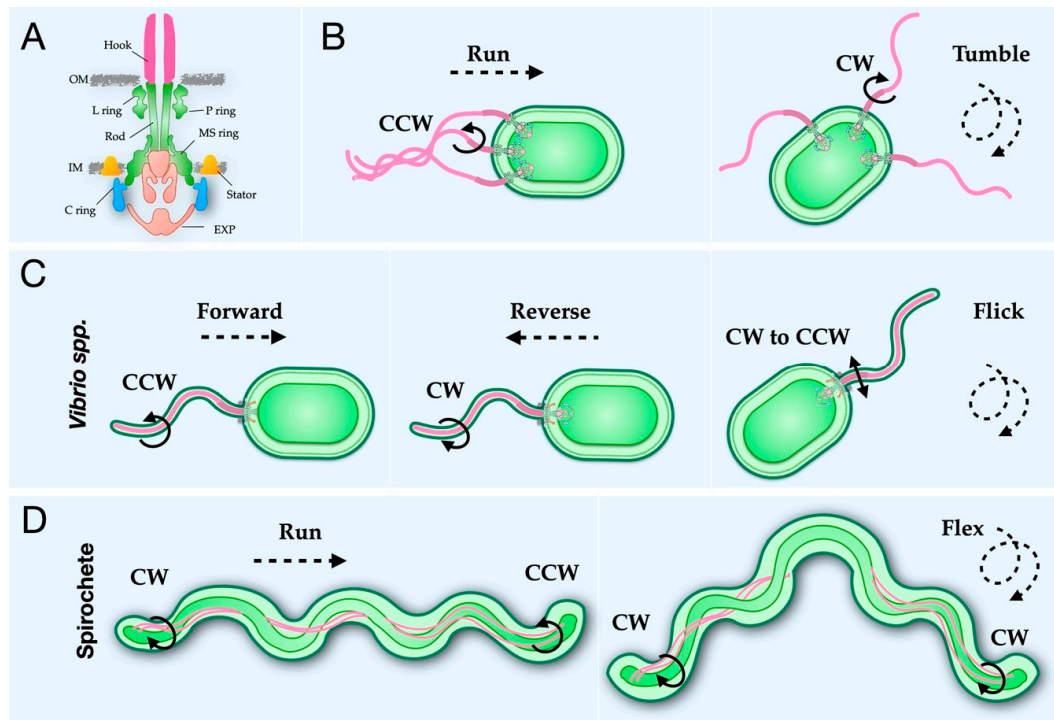 A
Hook
OM
L ring
P ring
Rod
MS ring
IM
Stator
C ring
EXP
B
Run
CCW
CW
Tumble
C
Vibrio spp.
Forward
CCW
Reverse
CW
CW to CCW
Flick
D
Spirochete
Run
CW
CCW
Flex
CW
CW